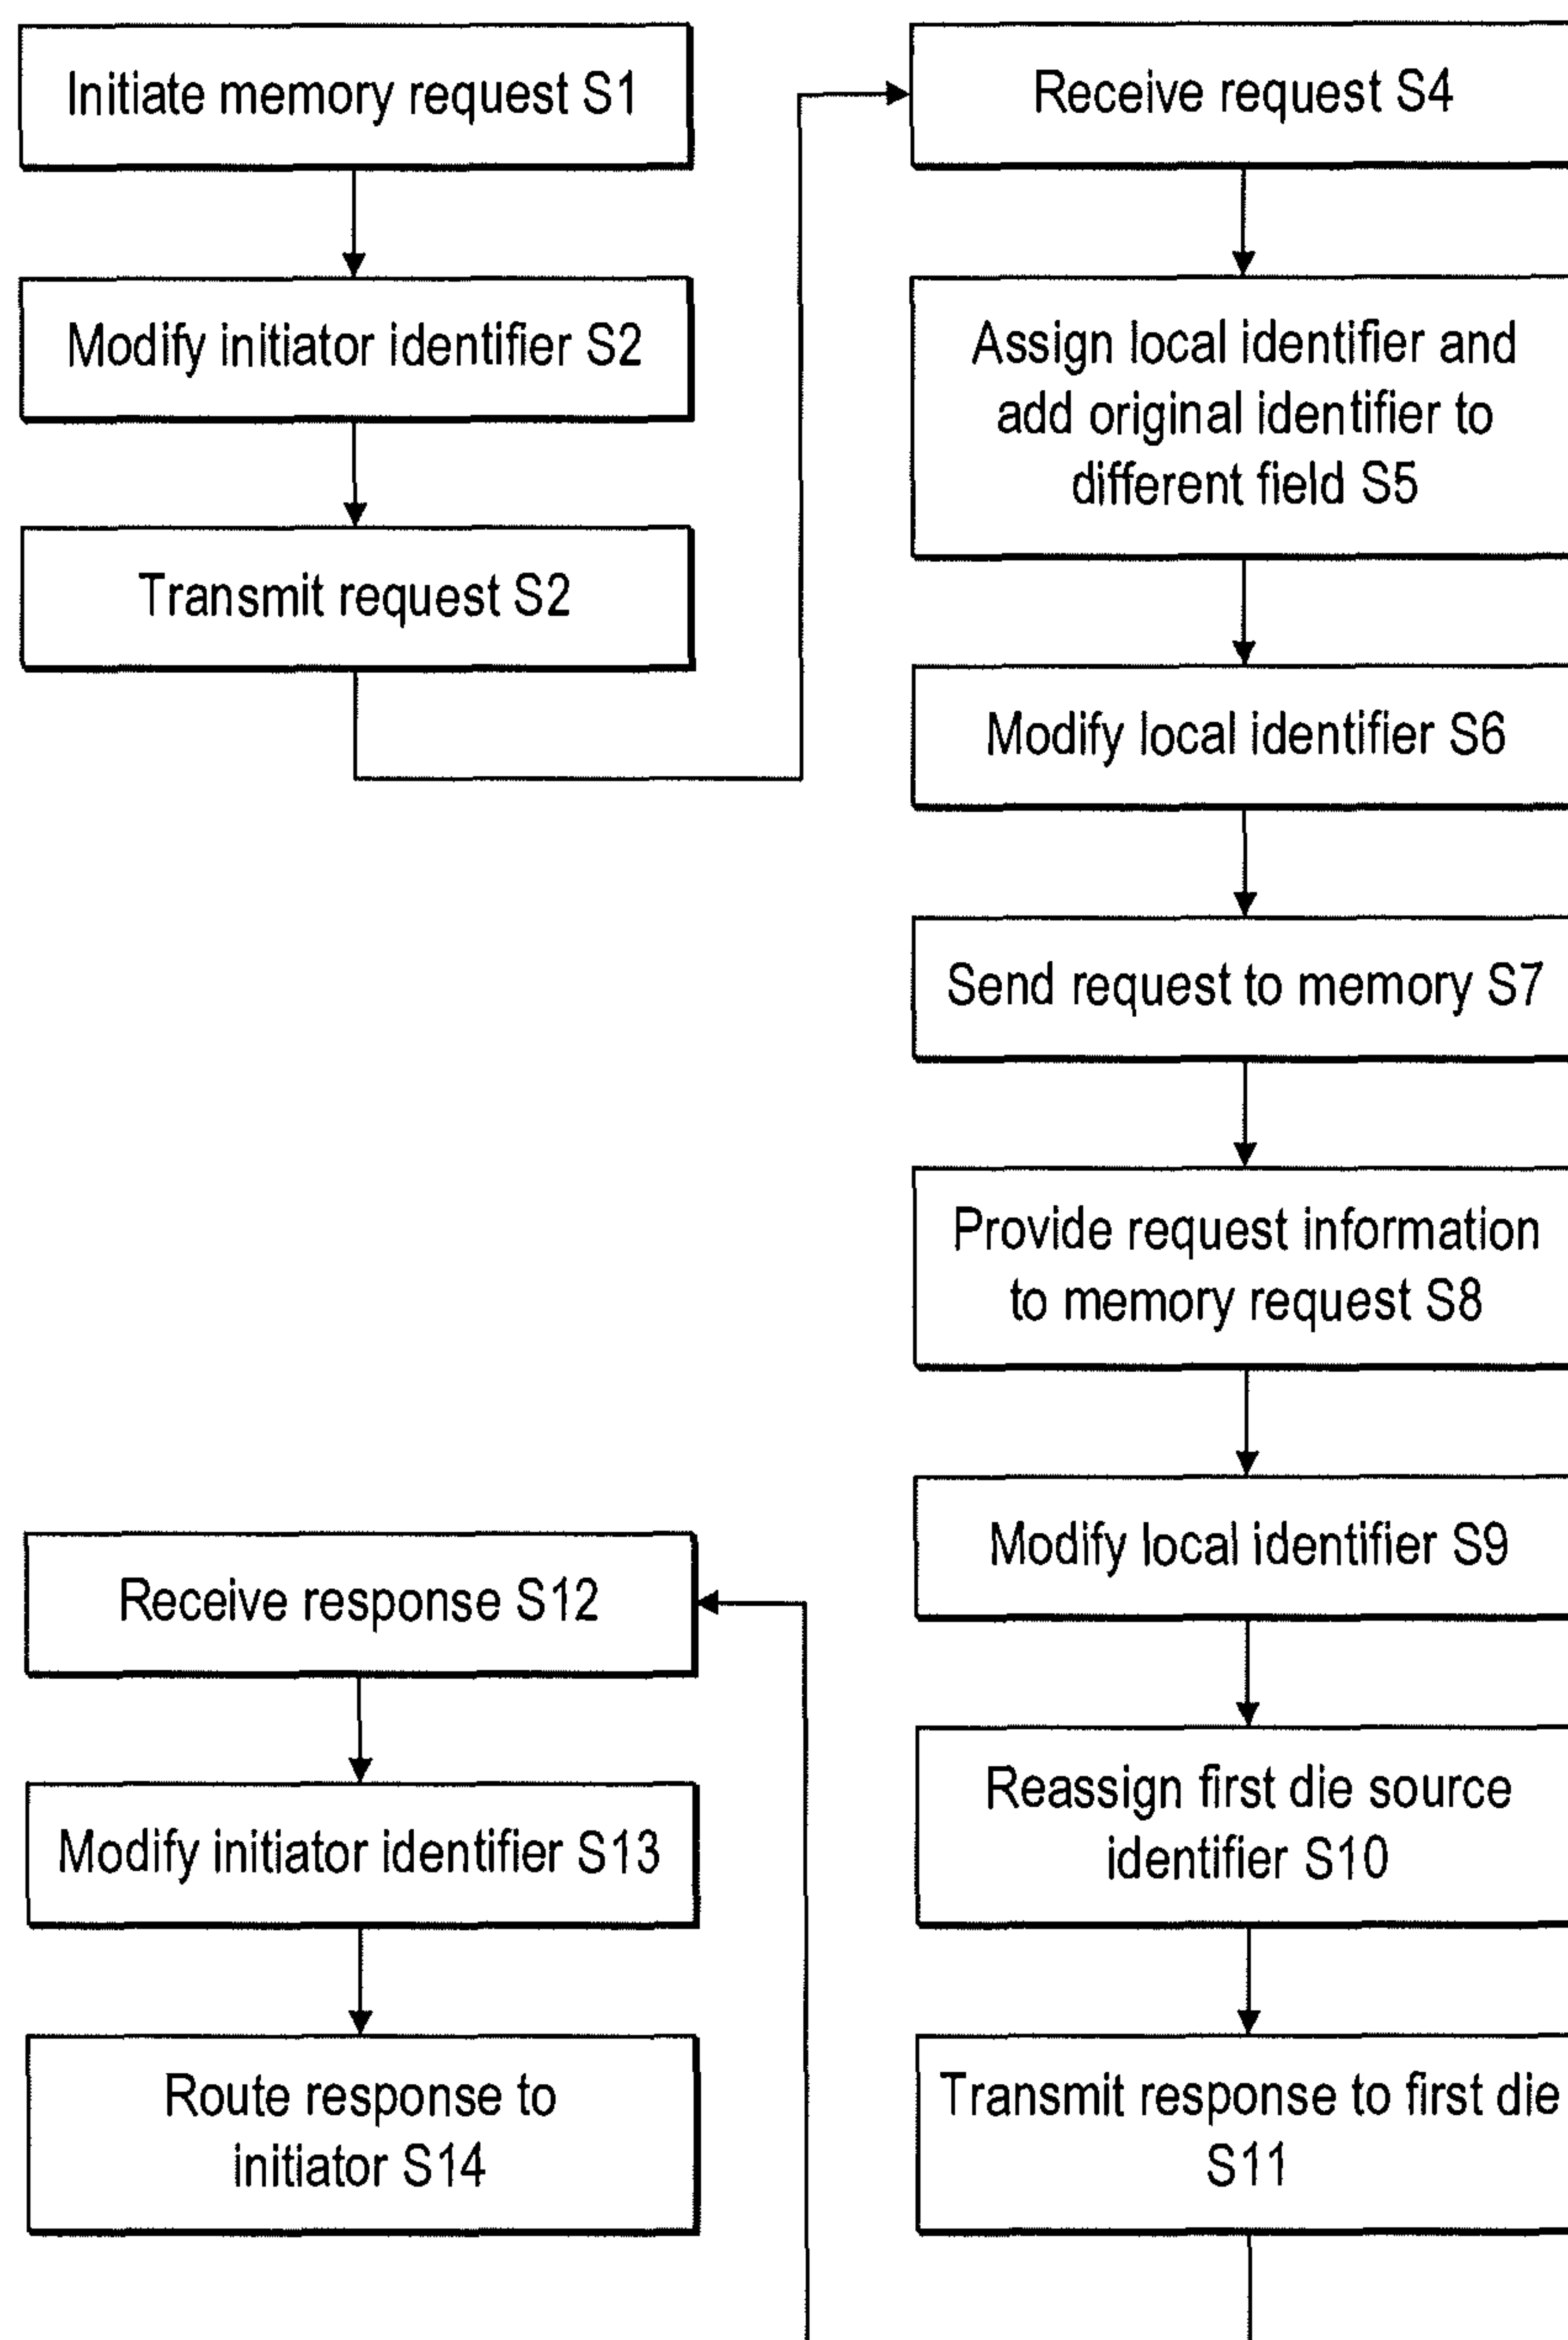 Initiate memory request S1
Modify initiator identifier S2
Transmit request S2
Receive request S4
Assign local identifier and
add original identifier to
different field S5
Modify local identifier S6
Send request to memory S7
Provide request information
to memory request S8
Modify local identifier S9
Reassign first die source
identifier S10
Transmit response to first die
S11
Receive response S12
Modify initiator identifier S13
Route response to
initiator S14